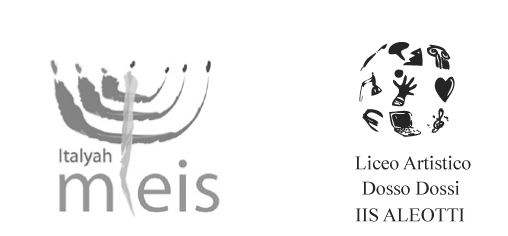 Italyah
meis
Liceo Artistico
Dosso Dossi
IIS ALEOTTI